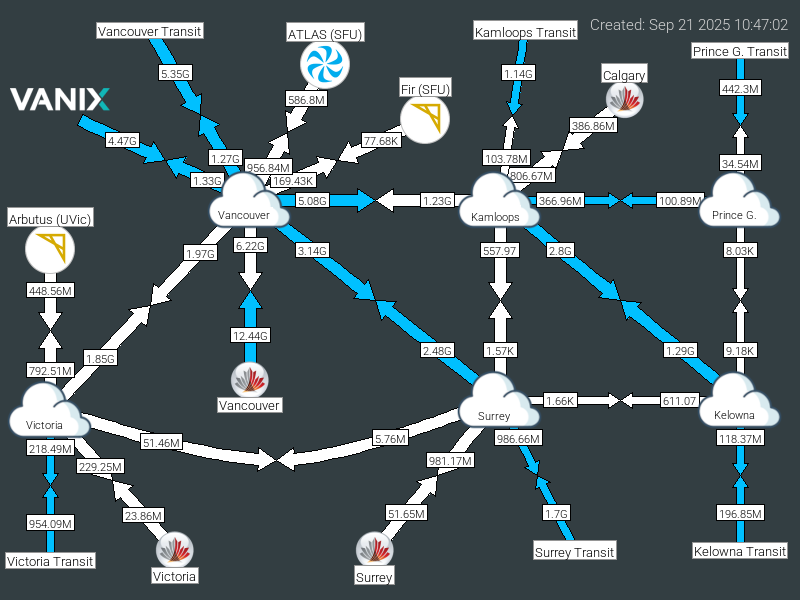 Created: Sep 21 2025 10:47:02
Vancouver Transit
ATLAS (SFU)
Kamloops Transit
Prince G. Transit
5.35G
1.14G
Calgary
Fir (SFU)
442.3M
VANIX
586.8M
386.86M
4.47G
77.68K
1.27G
956.84M
103.78M
34.54M
1.33G
169.43K
806.67M
5.08G
1.23G
366.96M
100.89M
Arbutus (UVic)
Vancouver
Kamloops
Prince G.
1.97G
6.22G
3.14G
557.97
2.8G
8.03K
448.56M
12.44G
1.85G
2.48G
1.57K
1.29G
9.18K
792.51M
Vancouver
1.66K
611.07
Victoria
Surrey
Kelowna
218.49M
51.46M
5.76M
986.66M
118.37M
229.25M
981.17M
954.09M
23.86M
51.65M
1.7G
196.85M
Victoria Transit
Victoria
Surrey
Surrey Transit
Kelowna Transit